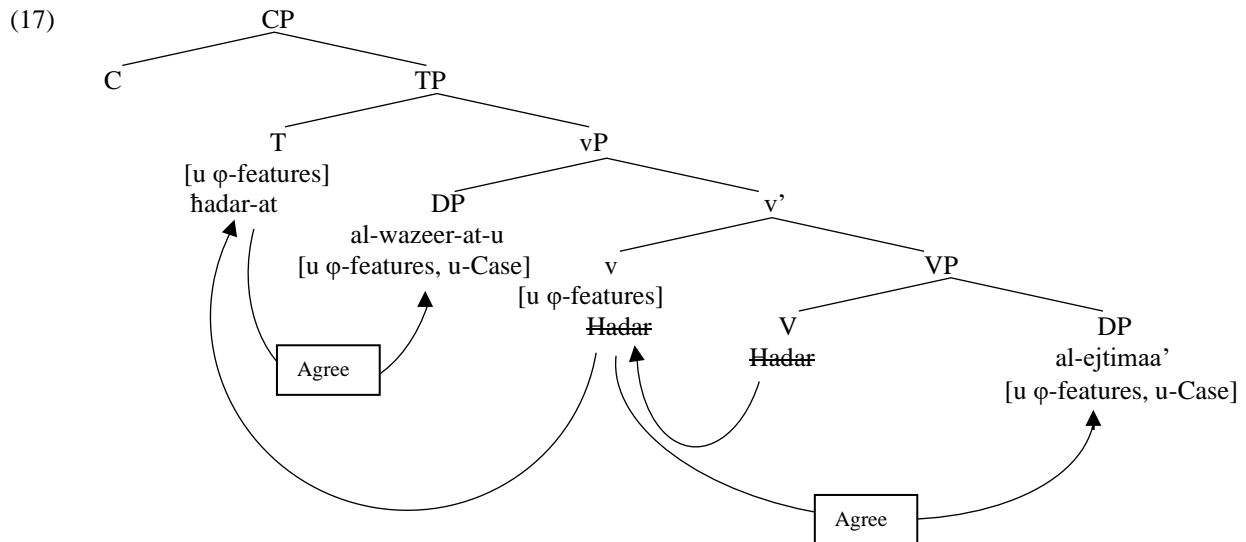 (17) CP
C TP
T vP
[u φ-features]
ħadar-at DP v'
al-wazeer-at-u
[u φ-features, u-Case] v VP
[u φ-features]
Hadar V DP
Hadar al-ejtimaa'
[u φ-features, u-Case]
Agree
Agree